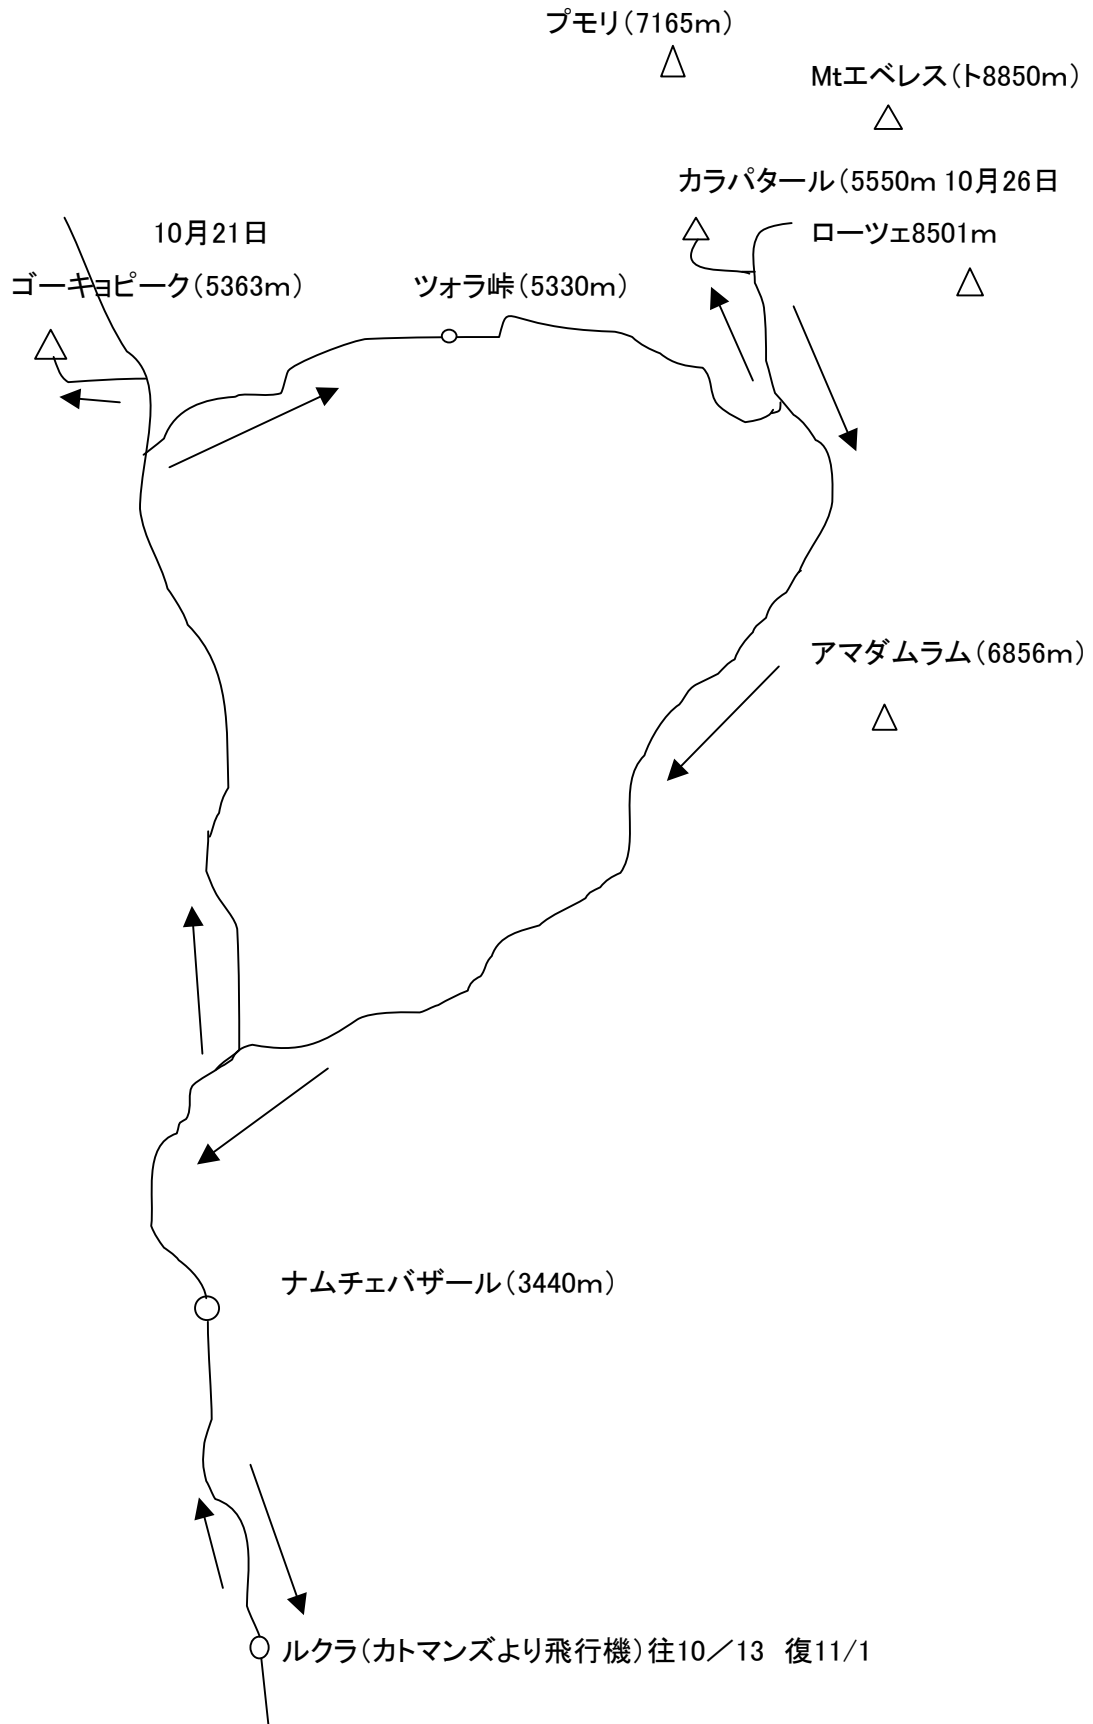 プモリ（7165ｍ）
Mtエベレス（ト8850ｍ）
カラパタール（5550ｍ 10月26日
10月21日
ローツェ8501ｍ
ゴーキョピーク（5363ｍ）
ツォラ峠（5330ｍ）
アマダムラム（6856ｍ）
ナムチェバザール（3440ｍ）
ルクラ（カトマンズより飛行機）往10／13　復11/1